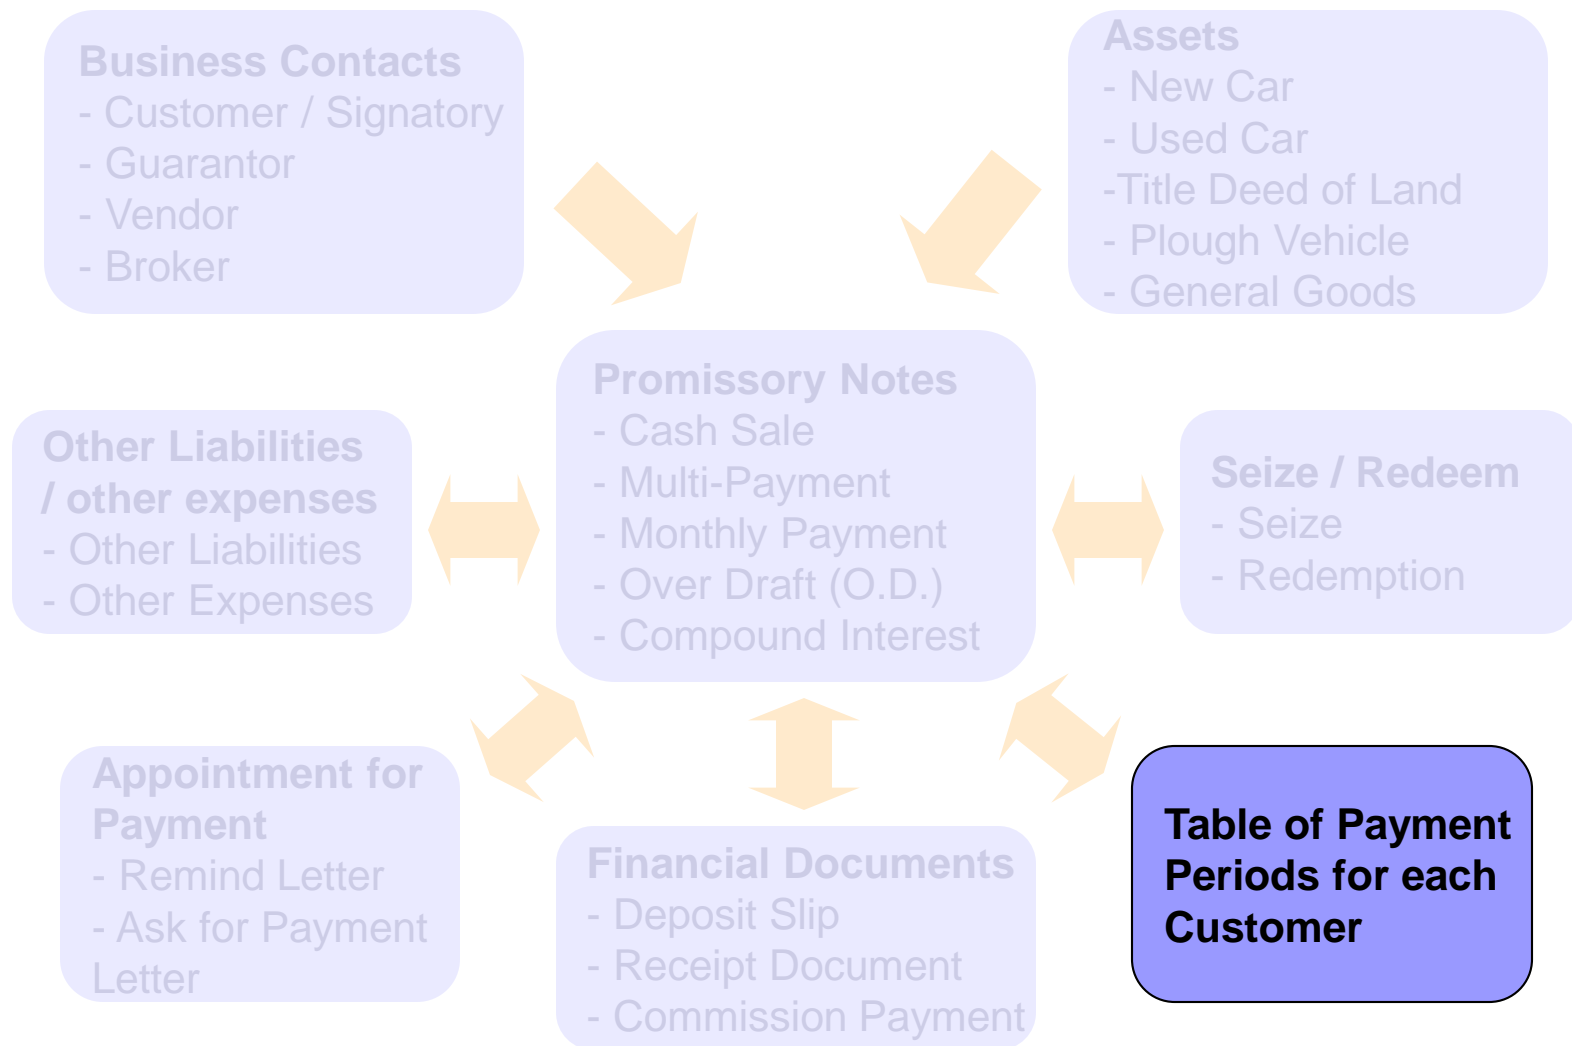 Business Contacts
- Customer / Signatory
- Guarantor
- Vendor
- Broker
Assets
- New Car
- Used Car
-Title Deed of Land
- Plough Vehicle
- General Goods
Promissory Notes
- Cash Sale
- Multi-Payment
- Monthly Payment
- Over Draft (O.D.)
- Compound Interest
Other Liabilities
/ other expenses
- Other Liabilities
- Other Expenses
Seize / Redeem
- Seize
- Redemption
Appointment for
Payment
- Remind Letter
- Ask for Payment
Letter
Financial Documents
- Deposit Slip
- Receipt Document
- Commission Payment
Table of Payment
Periods for each
Customer